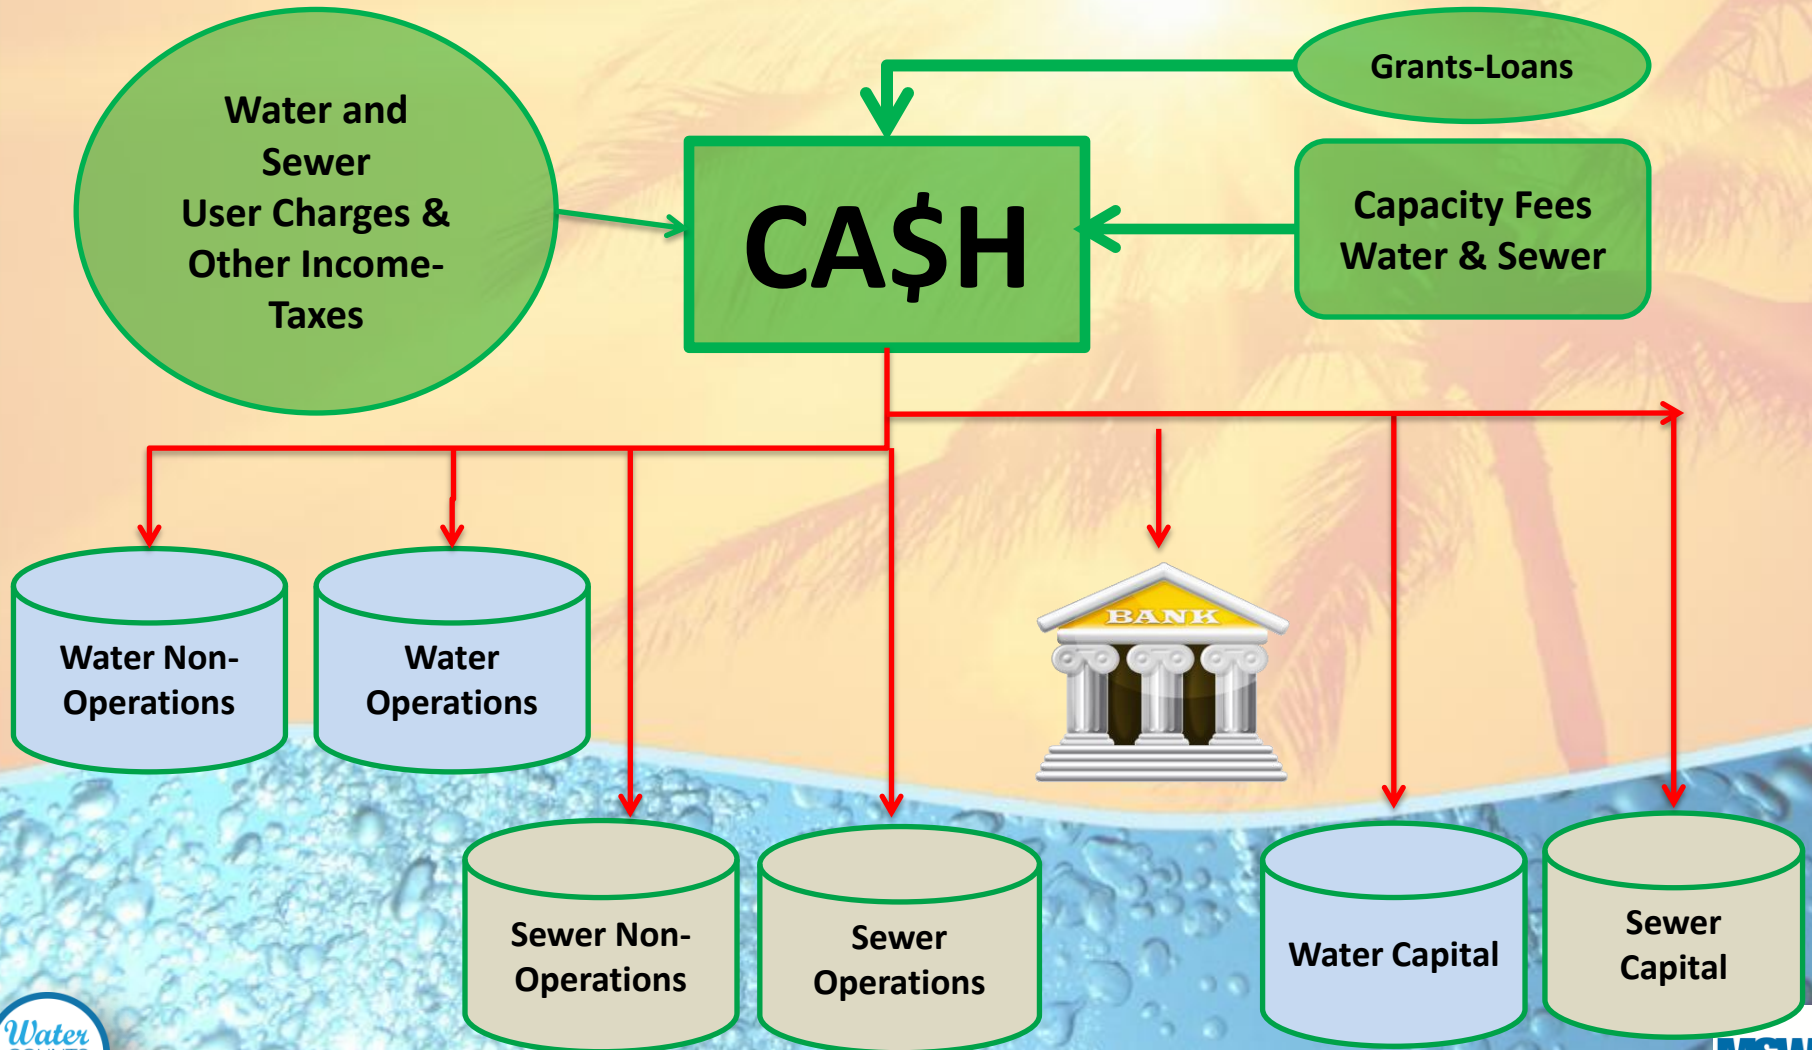 Water and
Sewer
User Charges &
Other Income-
Taxes
CA$H
Grants-Loans
Capacity Fees
Water & Sewer
Water Non-
Operations
Water
Operations
BANK
Sewer Non-
Operations
Sewer
Operations
Water Capital
Sewer
Capital
Water